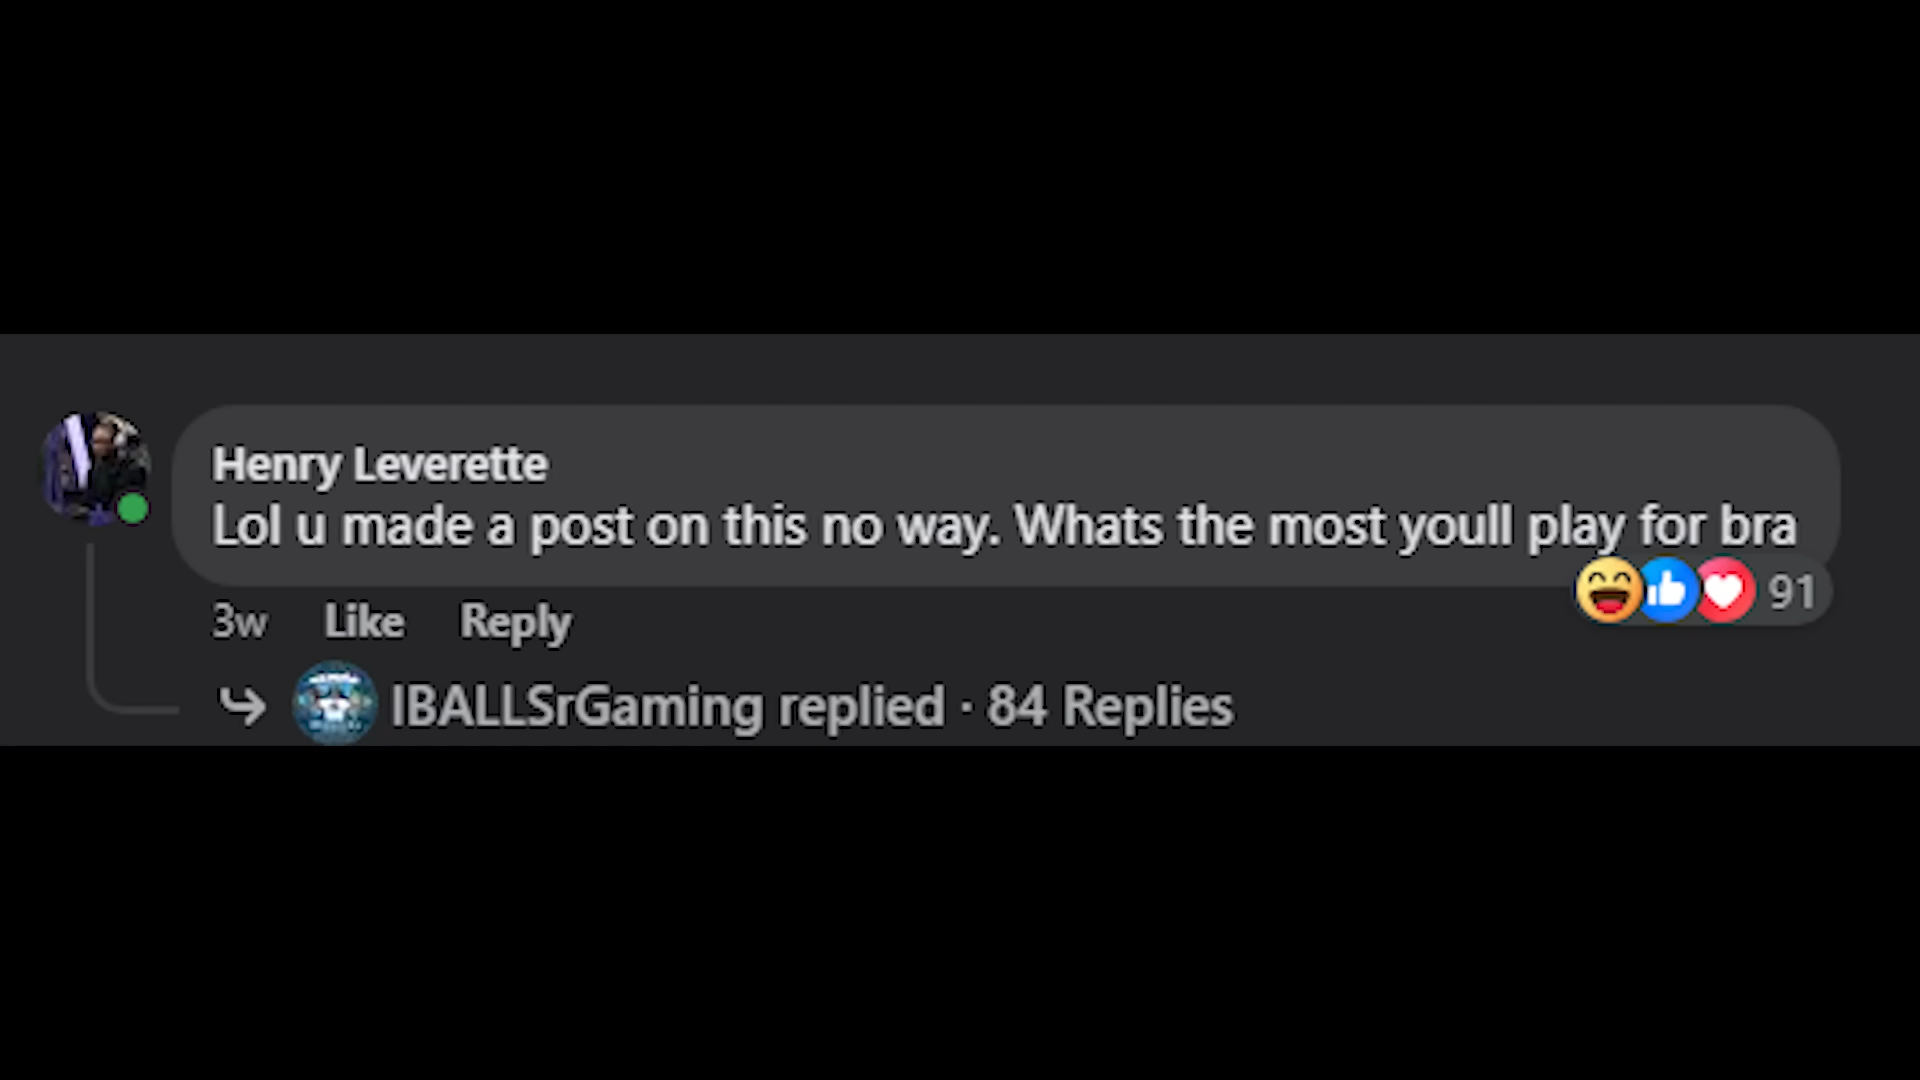 Henry Leverette
Lol u made a post on this no way. Whats the most youll play for bra
91
3w Like Reply
IBALLSrGaming replied · 84 Replies